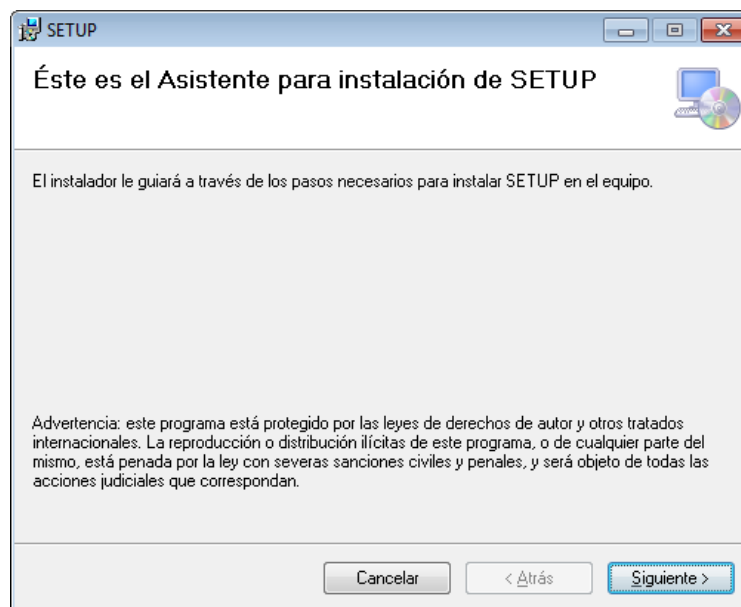 SETUP
Éste es el Asistente para instalación de SETUP
El instalador le guiará a través de los pasos necesarios para instalar SETUP en el equipo.
Advertencia: este programa está protegido por las leyes de derechos de autor y otros tratados
internacionales. La reproducción o distribución ilícitas de este programa, o de cualquier parte del
mismo, está penada por la ley con severas sanciones civiles y penales, y será objeto de todas las
acciones judiciales que correspondan.
Cancelar < Atrás Siguiente >